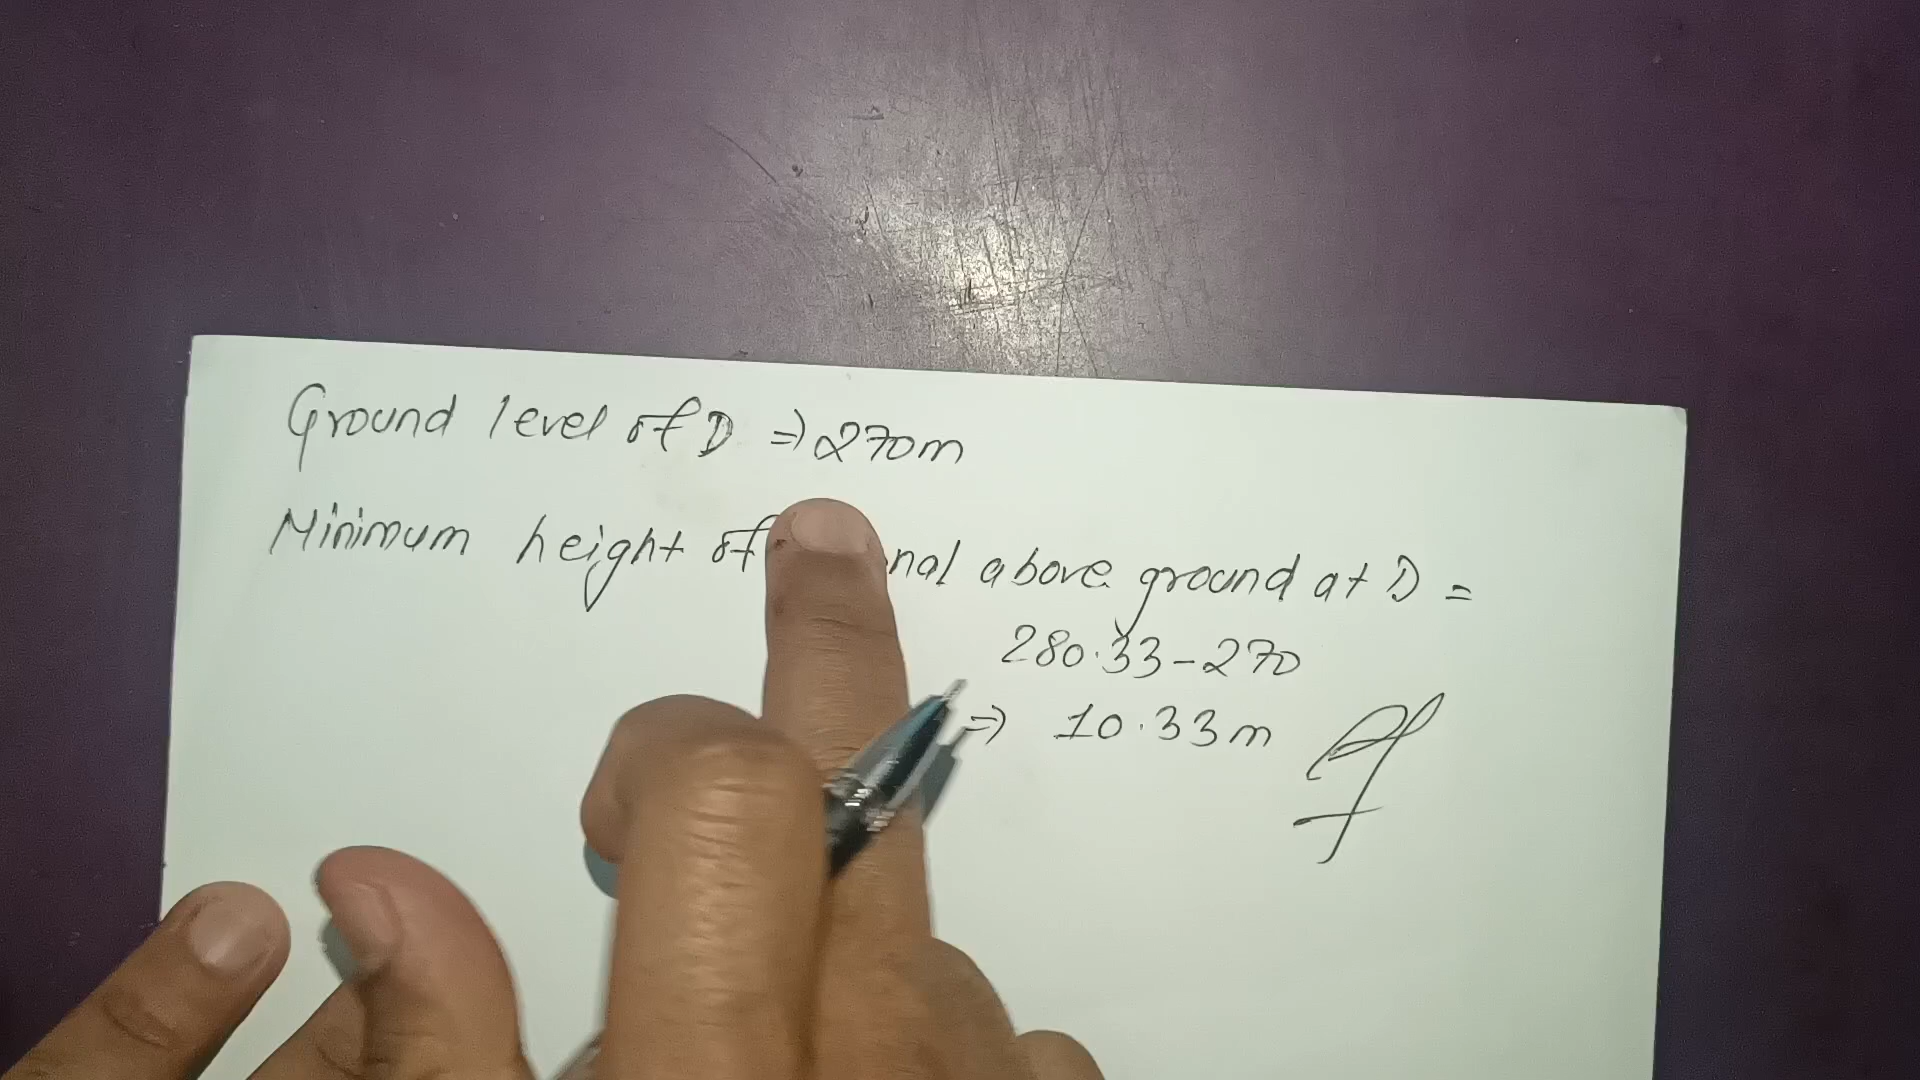 Ground level of D ⇒ 270m
Minimum height of nal above ground at D =
280.33-270
⇒ 10.33m